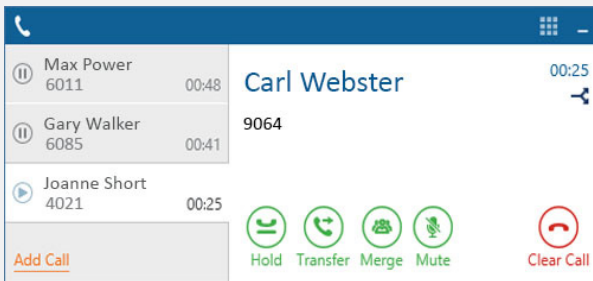 Max Power
6011 00:48
Gary Walker
6085 00:41
Joanne Short
4021 00:25
Add Call
Carl Webster 00:25
9064
Hold Transfer Merge Mute Clear Call